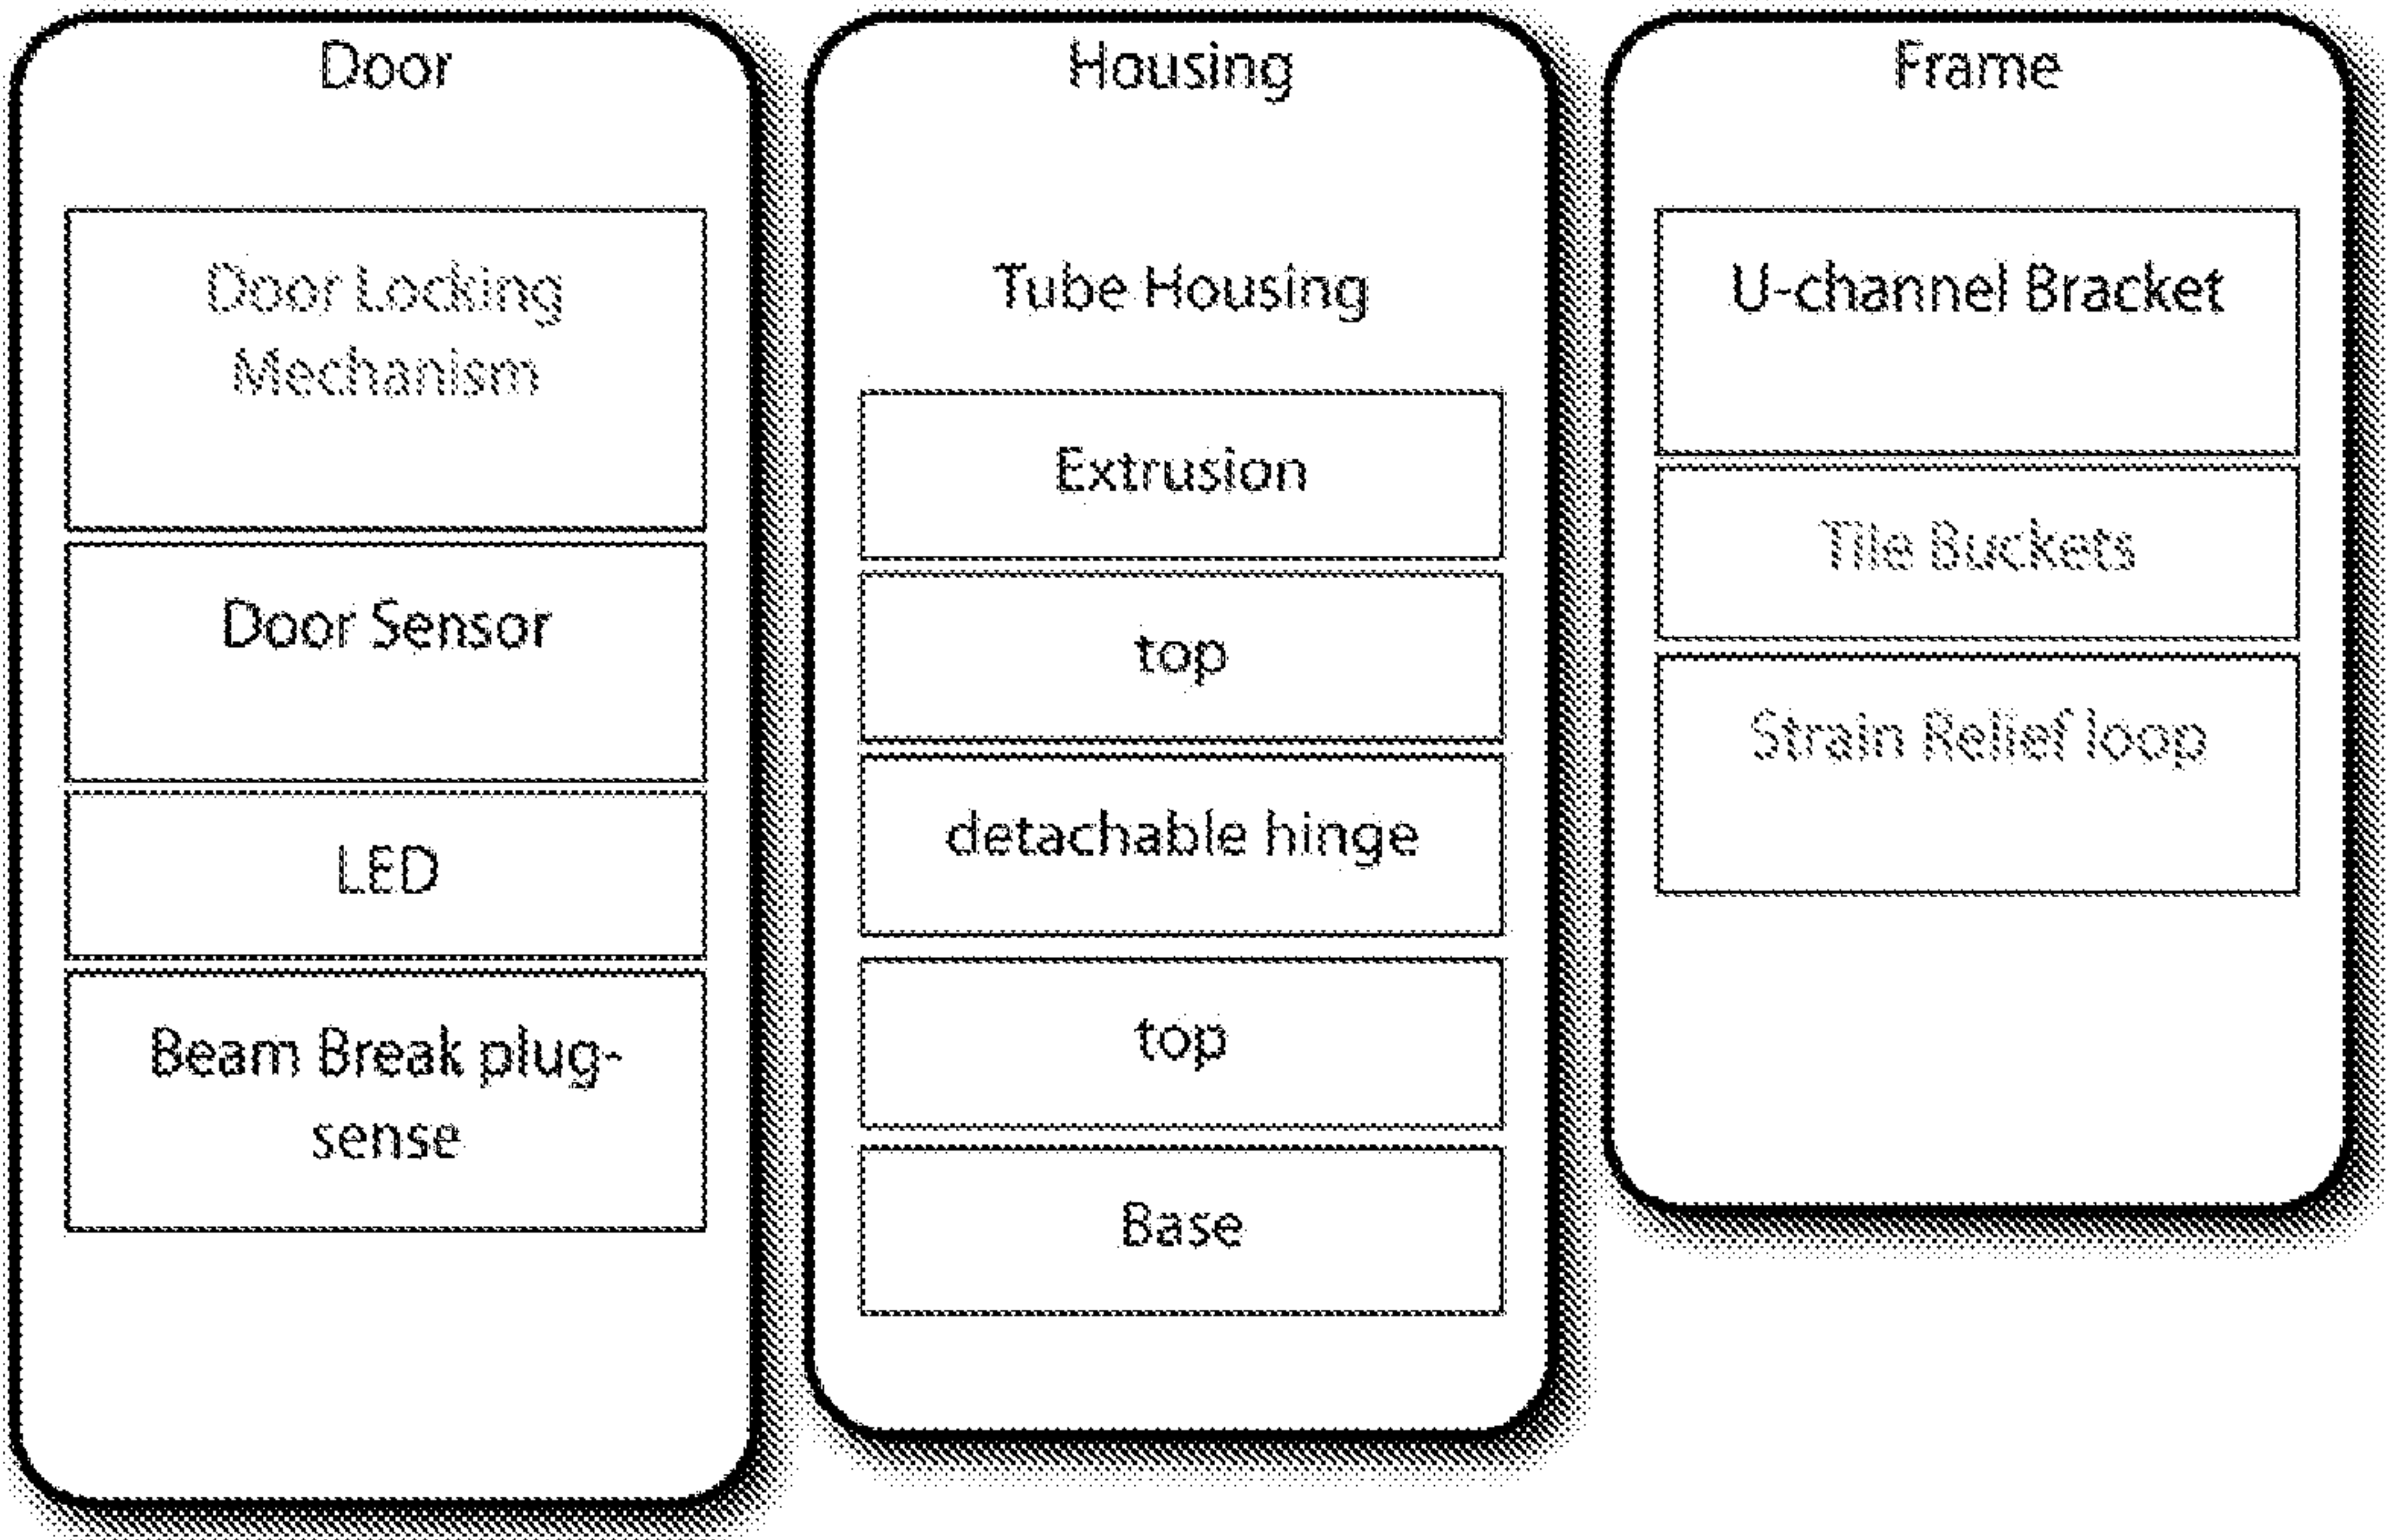 Door
Door Locking
Mechanism
Door Sensor
LED
Beam Break plug-
sense
Housing
Tube Housing
Extrusion
top
detachable hinge
top
Base
Frame
U-channel Bracket
Tile Buckets
Strain Relief loop